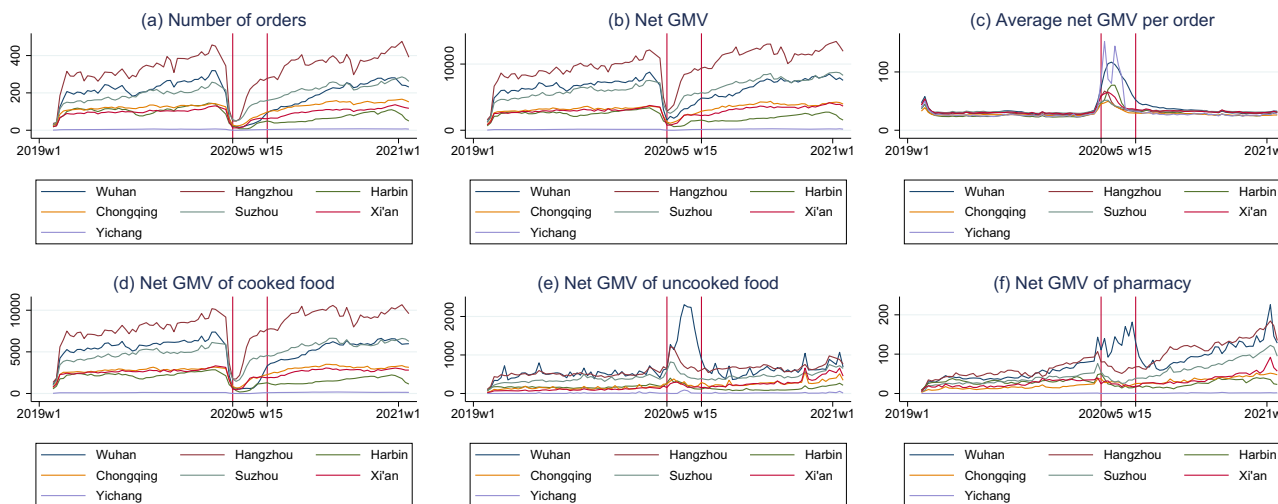 (a) Number of orders
(b) Net GMV
(c) Average net GMV per order
0 200 400
2019w1 2020w5 w15 2021w1
0 10000
2019w1 2020w5 w15 2021w1
0 100
2019w1 2020w5 w15 2021w
Wuhan Hangzhou Harbin
Chongqing Suzhou Xi'an
Yichang
Wuhan Hangzhou Harbin
Chongqing Suzhou Xi'an
Yichang
Wuhan Hangzhou Harbin
Chongqing Suzhou Xi'an
Yichang
(d) Net GMV of cooked food
(e) Net GMV of uncooked food
(f) Net GMV of pharmacy
0 5000 10000
2019w1 2020w5 w15 2021w1
0 1000 2000
2019w1 2020w5 w15 2021w1
0 100 200
2019w1 2020w5 w15 2021w
Wuhan Hangzhou Harbin
Chongqing Suzhou Xi'an
Yichang
Wuhan Hangzhou Harbin
Chongqing Suzhou Xi'an
Yichang
Wuhan Hangzhou Harbin
Chongqing Suzhou Xi'an
Yichang